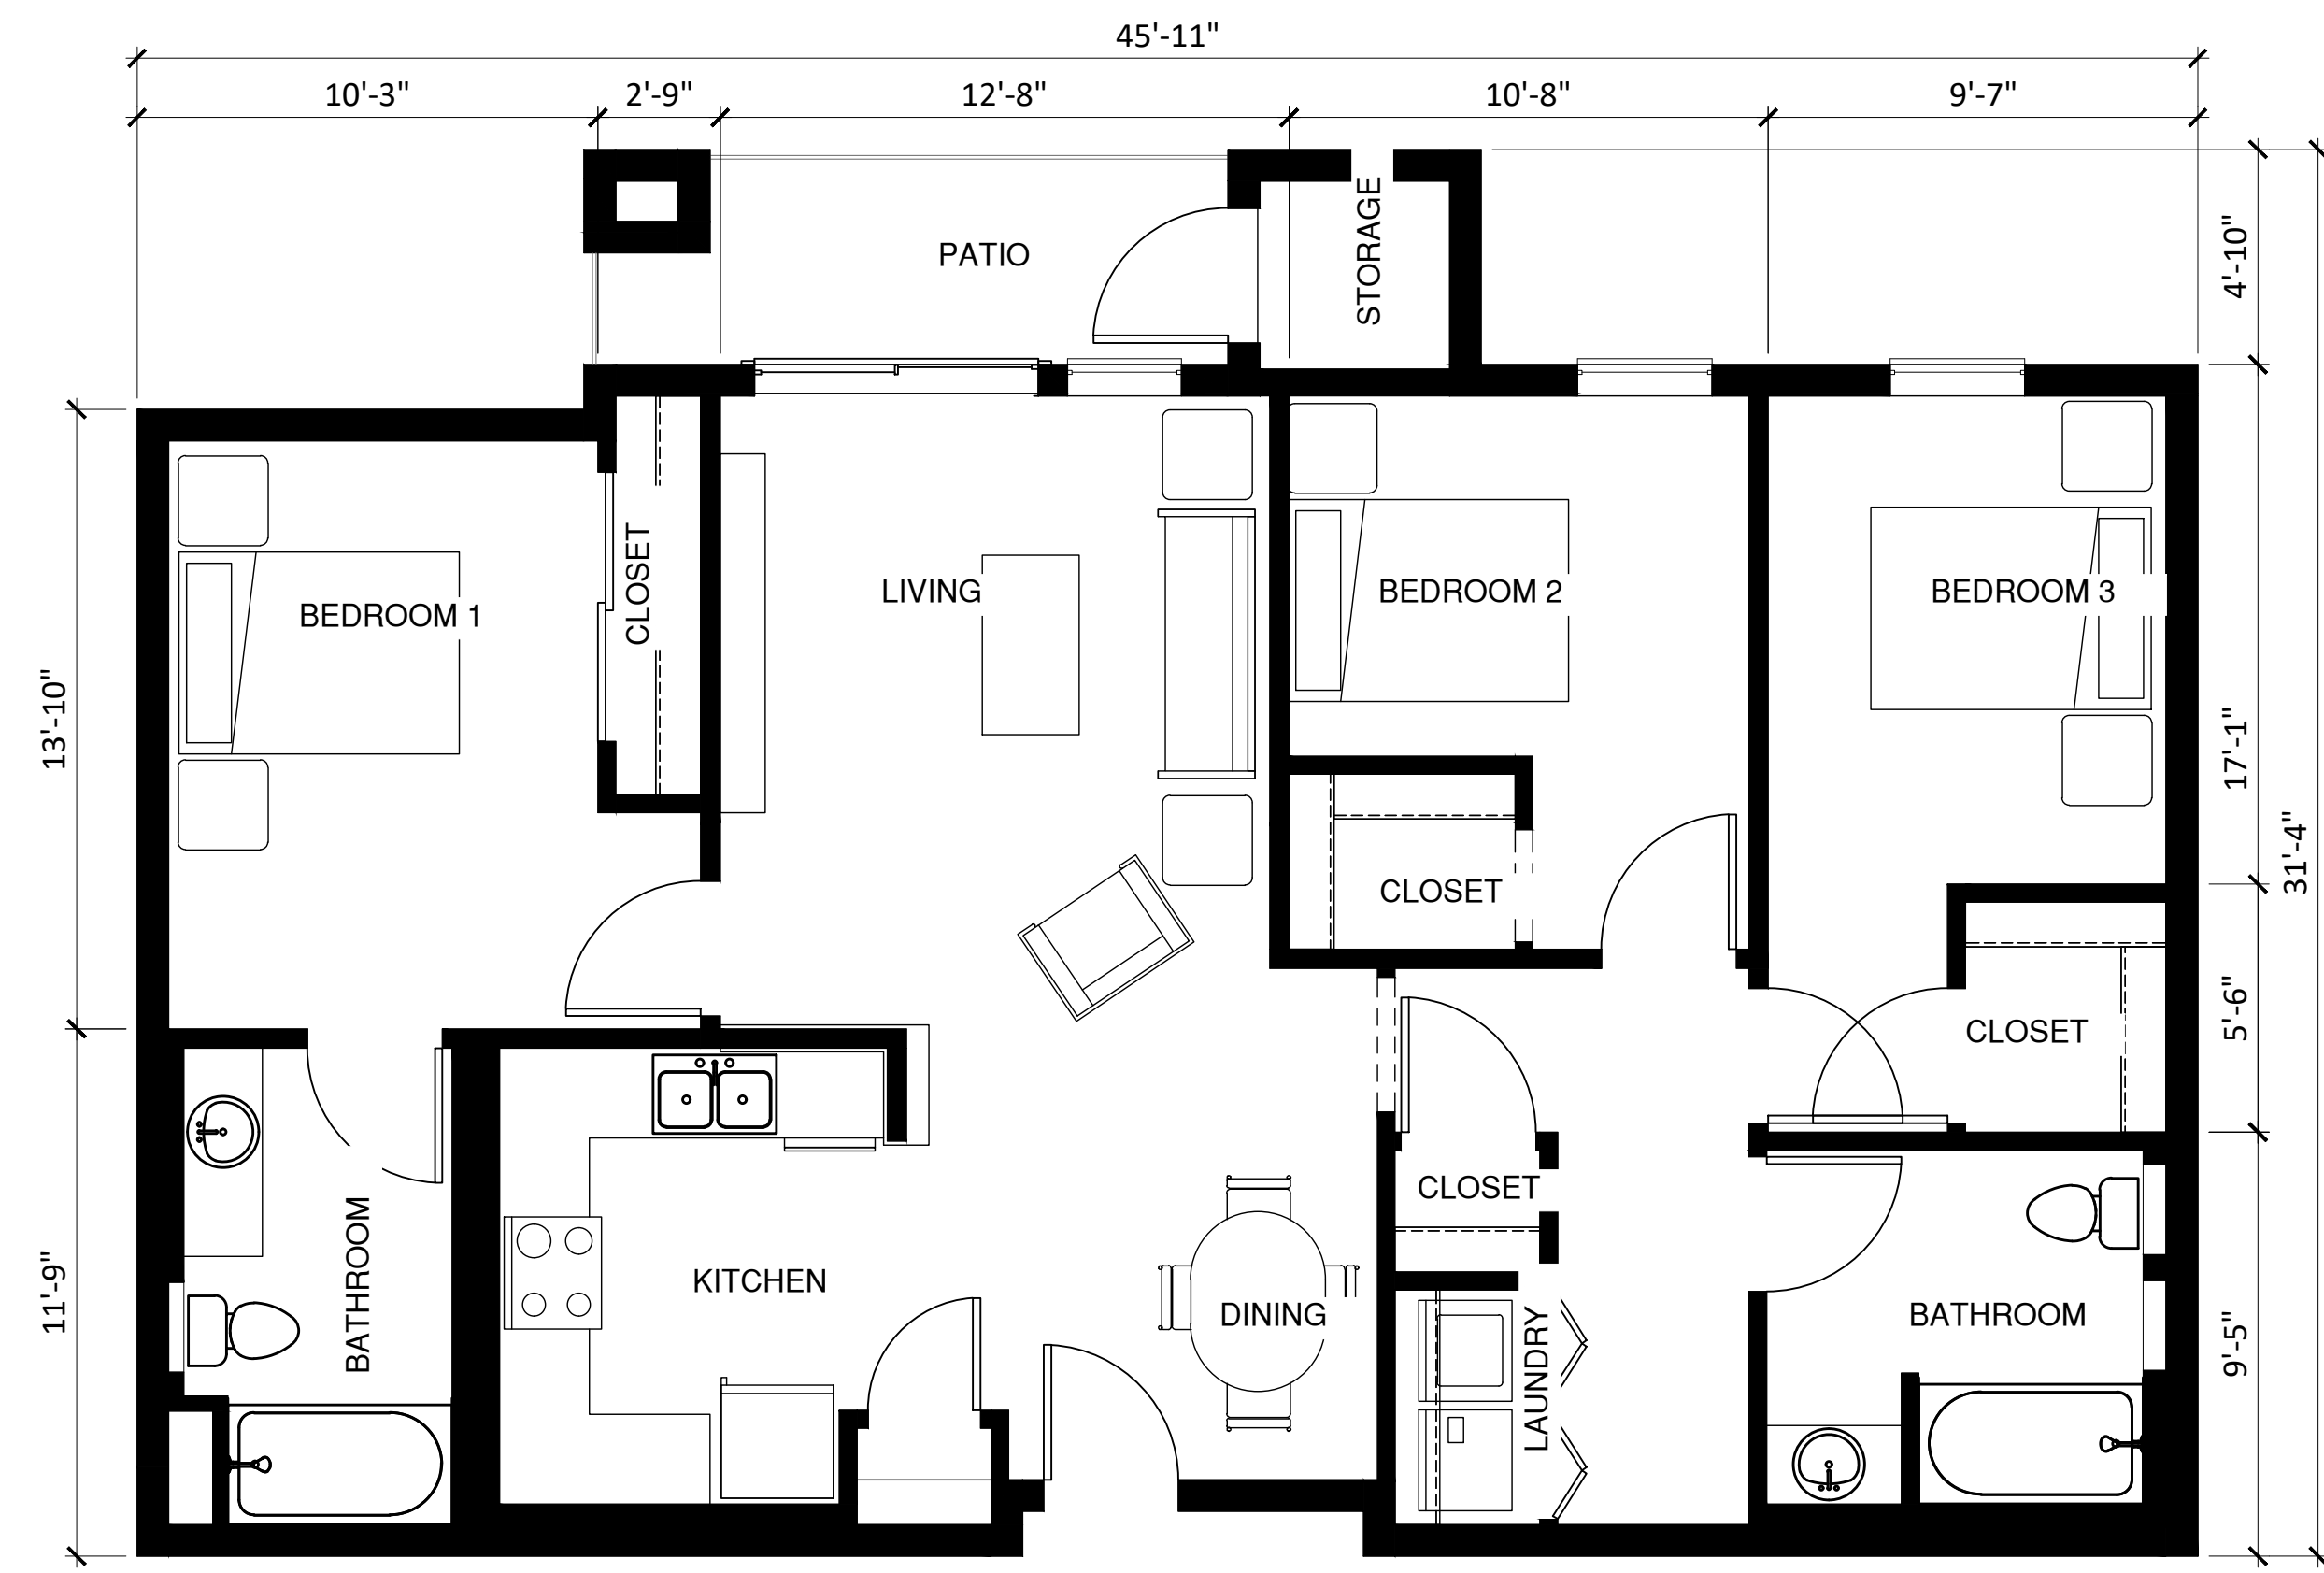 45'-11"
10'-3"
2'-9"
12'-8"
10'-8"
9'-7"
PATIO
STORAGE
4'-10"
BEDROOM 1
CLOSET
LIVING
BEDROOM 2
BEDROOM 3
13'-10"
17'-1"
31'-4"
CLOSET
CLOSET
5'-6"
CLOSET
11'-9"
BATHROOM
KITCHEN
DINING
LAUNDRY
BATHROOM
9'-5"